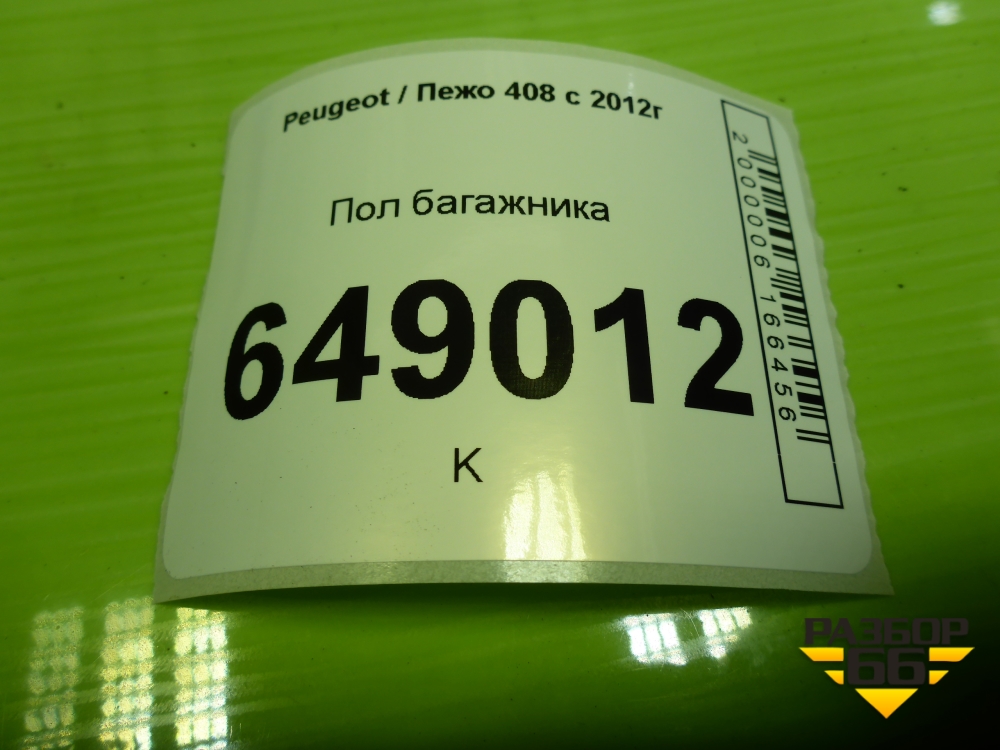 Peugeot / Пежо 408 с 2012г
Пол багажника
649012
К
2000006166456
РАЗБОР
66